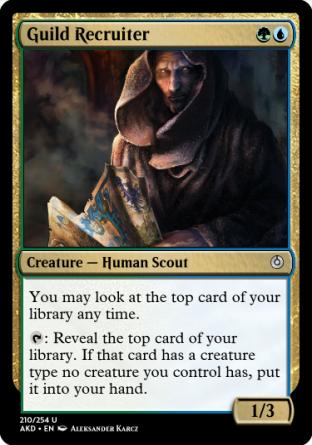 Guild Recruiter
Creature — Human Scout
You may look at the top card of your
library any time.
: Reveal the top card of your
library. If that card has a creature
type no creature you control has, put
it into your hand.
1/3
210/254 U
AKD • EN ALEKSANDER KARCZ